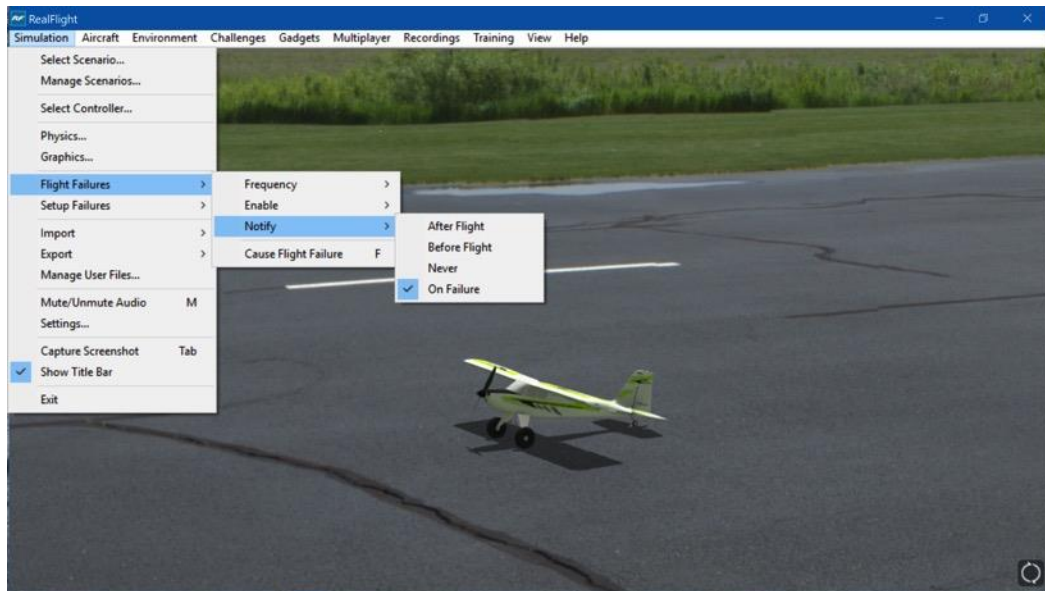 RealFlight
Simulation Aircraft Environment Challenges Gadgets Multiplayer Recordings Training View Help
Select Scenario...
Manage Scenarios...
Select Controller...
Physics...
Graphics...
Flight Failures
Setup Failures
Import
Export
Manage User Files...
Mute/Unmute Audio M
Settings...
Capture Screenshot Tab
Show Title Bar
Exit
Frequency
Enable
Notify
Cause Flight Failure F
After Flight
Before Flight
Never
On Failure